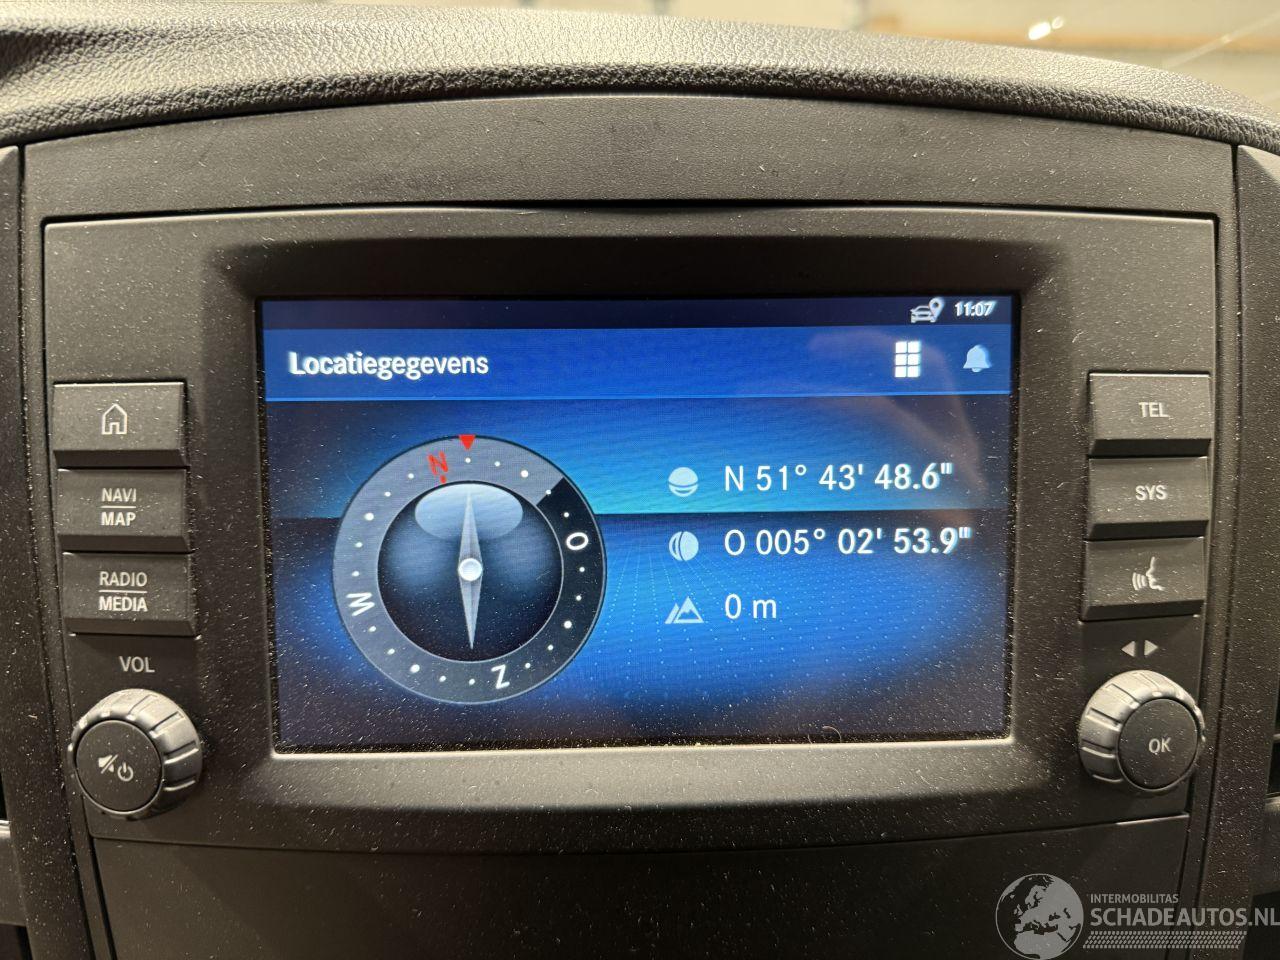 11:07
Locatiegegevens
N
O
Z
W
N 51° 43' 48.6"
O 005° 02' 53.9"
0 m
NAVI
MAP
RADIO
MEDIA
VOL
TEL
SYS
OK
INTERMOBILITAS
SCHADEAUTOS.NL